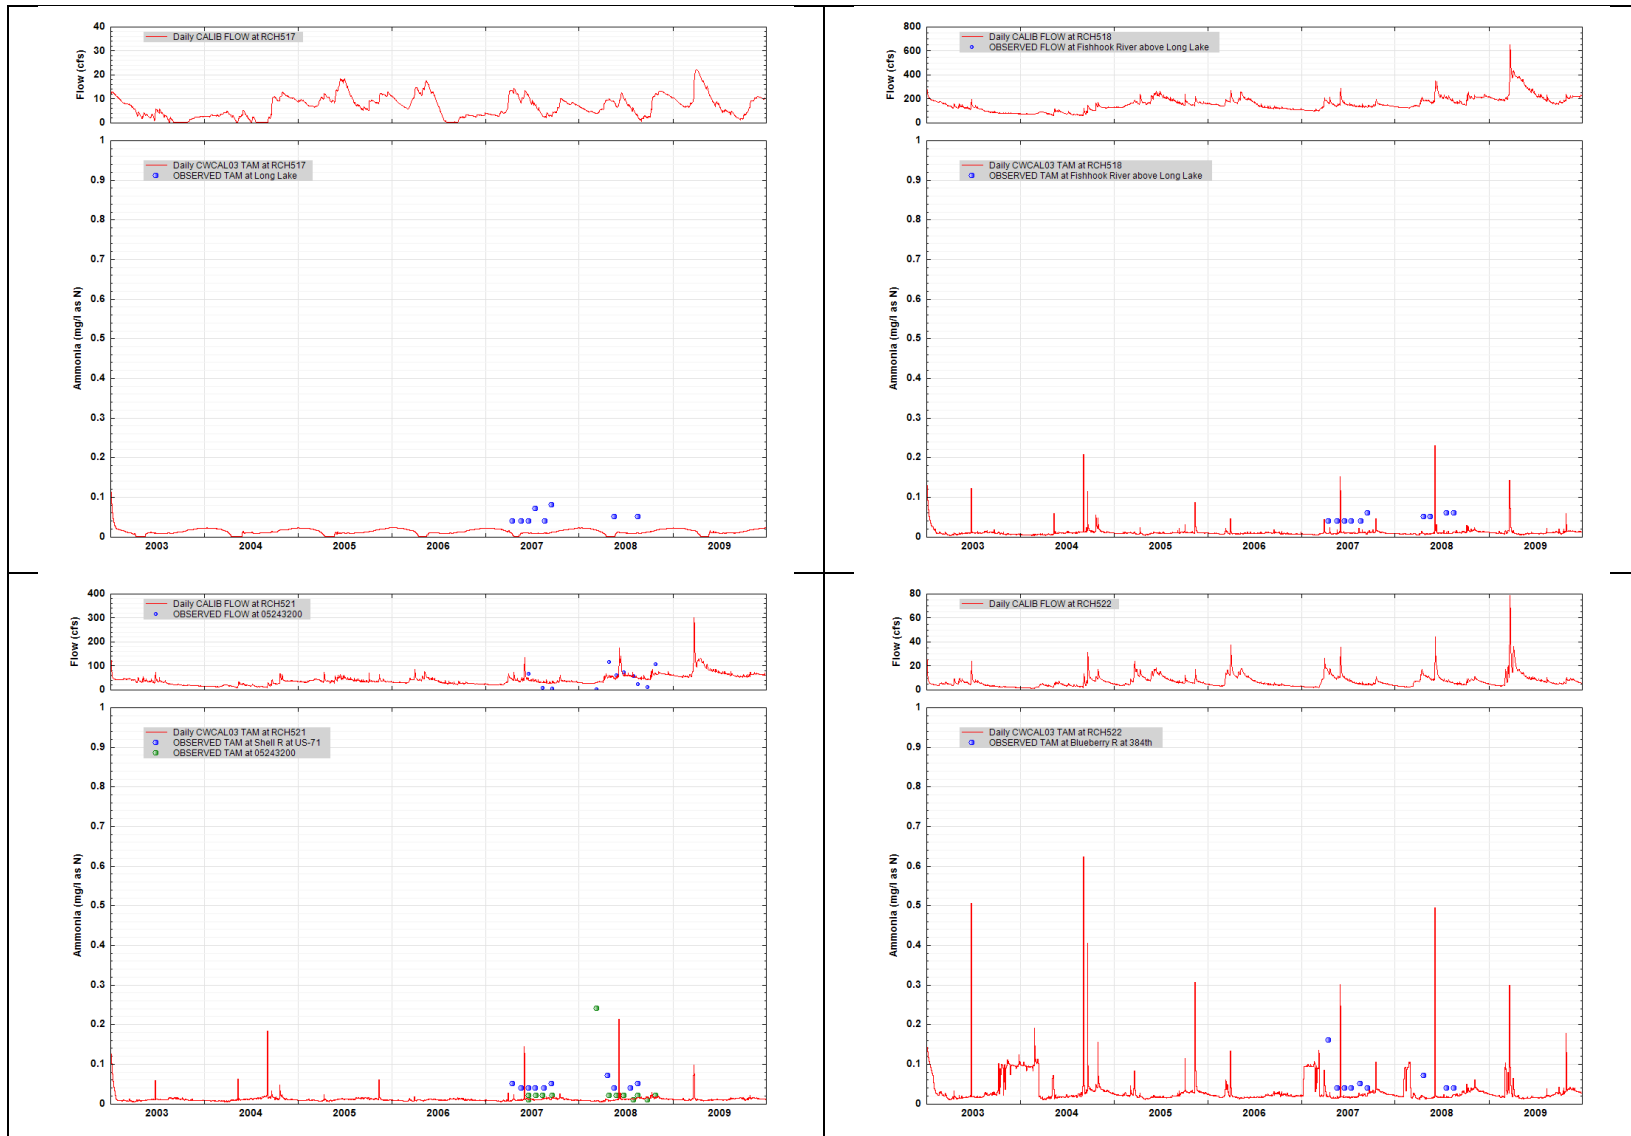 Flow (cfs)
40
30
20
10
0
Daily CALIB FLOW at RCH517
Ammonia (mg/l as N)
1
0.9
0.8
0.7
0.6
0.5
0.4
0.3
0.2
0.1
0
Daily CWCAL03 TAM at RCH517
OBSERVED TAM at Long Lake
2003 2004 2005 2006 2007 2008 2009
Flow (cfs)
800
600
400
200
0
Daily CALIB FLOW at RCH518
OBSERVED FLOW at Fishhook River above Long Lake
Ammonia (mg/l as N)
1
0.9
0.8
0.7
0.6
0.5
0.4
0.3
0.2
0.1
0
Daily CWCAL03 TAM at RCH518
OBSERVED TAM at Fishhook River above Long Lake
2003 2004 2005 2006 2007 2008 2009
Flow (cfs)
400
300
200
100
0
Daily CALIB FLOW at RCH521
OBSERVED FLOW at 05243200
Ammonia (mg/l as N)
1
0.9
0.8
0.7
0.6
0.5
0.4
0.3
0.2
0.1
0
Daily CWCAL03 TAM at RCH521
OBSERVED TAM at Shell R at US-71
OBSERVED TAM at 05243200
2003 2004 2005 2006 2007 2008 2009
Flow (cfs)
80
60
40
20
0
Daily CALIB FLOW at RCH522
Ammonia (mg/l as N)
1
0.9
0.8
0.7
0.6
0.5
0.4
0.3
0.2
0.1
0
Daily CWCAL03 TAM at RCH522
OBSERVED TAM at Blueberry R at 384th
2003 2004 2005 2006 2007 2008 2009